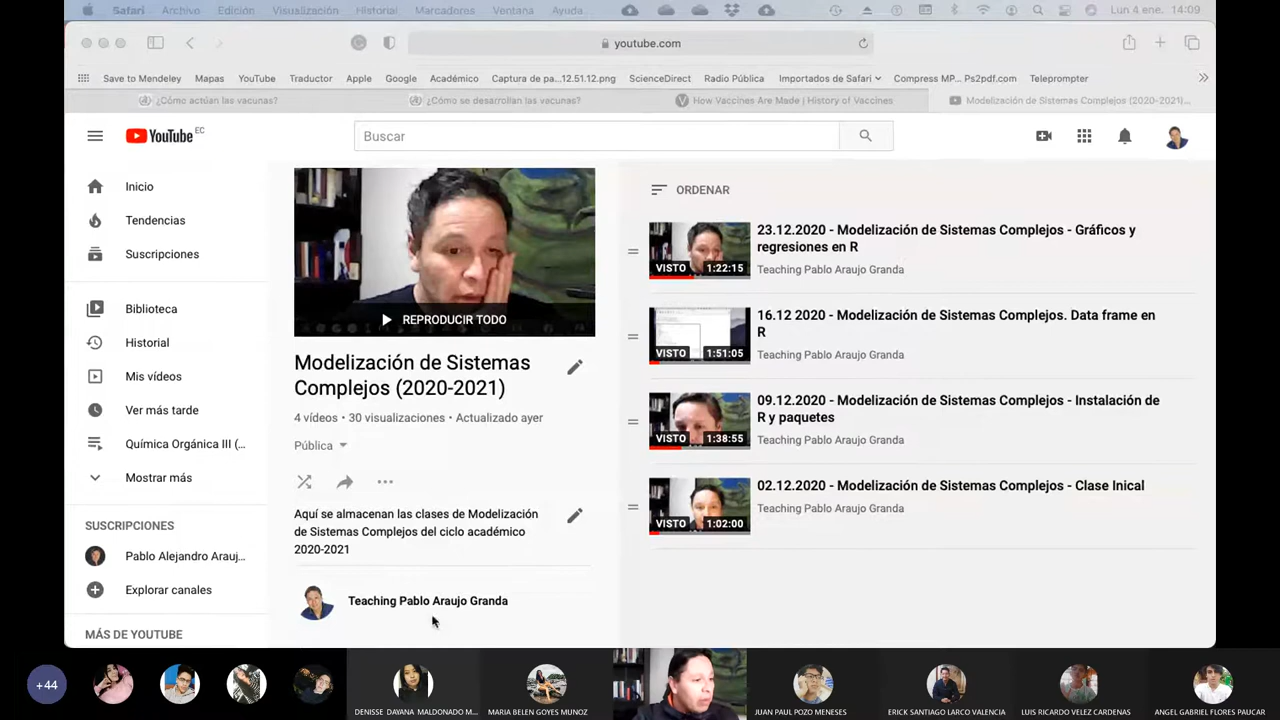 Safari Archivo Edición Visualización Historial Marcadores Ventana Ayuda
Lun 4 ene. 14:09
youtube.com
Save to Mendeley Mapas YouTube Traductor Apple Google Académico Captura de pa...12.51.12.png ScienceDirect Radio Pública Importados de Safari Compress MP... Ps2pdf.com Teleprompter
¿Cómo actúan las vacunas?
¿Cómo se desarrollan las vacunas?
How Vaccines Are Made | History of Vaccines
Modelización de Sistemas Complejos (2020-2021)...
YouTube EC
Buscar
Inicio
Tendencias
Suscripciones
Biblioteca
Historial
Mis vídeos
Ver más tarde
Química Orgánica III (...
Mostrar más
SUSCRIPCIONES
Pablo Alejandro Arauj...
Explorar canales
MÁS DE YOUTUBE
REPRODUCIR TODO
Modelización de Sistemas
Complejos (2020-2021)
4 vídeos • 30 visualizaciones • Actualizado ayer
Pública
Aquí se almacenan las clases de Modelización
de Sistemas Complejos del ciclo académico
2020-2021
Teaching Pablo Araujo Granda
ORDENAR
VISTO 1:22:15
23.12.2020 - Modelización de Sistemas Complejos - Gráficos y
regresiones en R
Teaching Pablo Araujo Granda
VISTO 1:51:05
16.12 2020 - Modelización de Sistemas Complejos. Data frame en
R
Teaching Pablo Araujo Granda
VISTO 1:38:55
09.12.2020 - Modelización de Sistemas Complejos - Instalación de
R y paquetes
Teaching Pablo Araujo Granda
VISTO 1:02:00
02.12.2020 - Modelización de Sistemas Complejos - Clase Inical
Teaching Pablo Araujo Granda
+44
DENISSE DAYANA MALDONADO M...
MARIA BELEN GOYES MUNOZ
JUAN PAUL POZO MENESES
ERICK SANTIAGO LARCO VALENCIA
LUIS RICARDO VELEZ CARDENAS
ANGEL GABRIEL FLORES PAUCAR